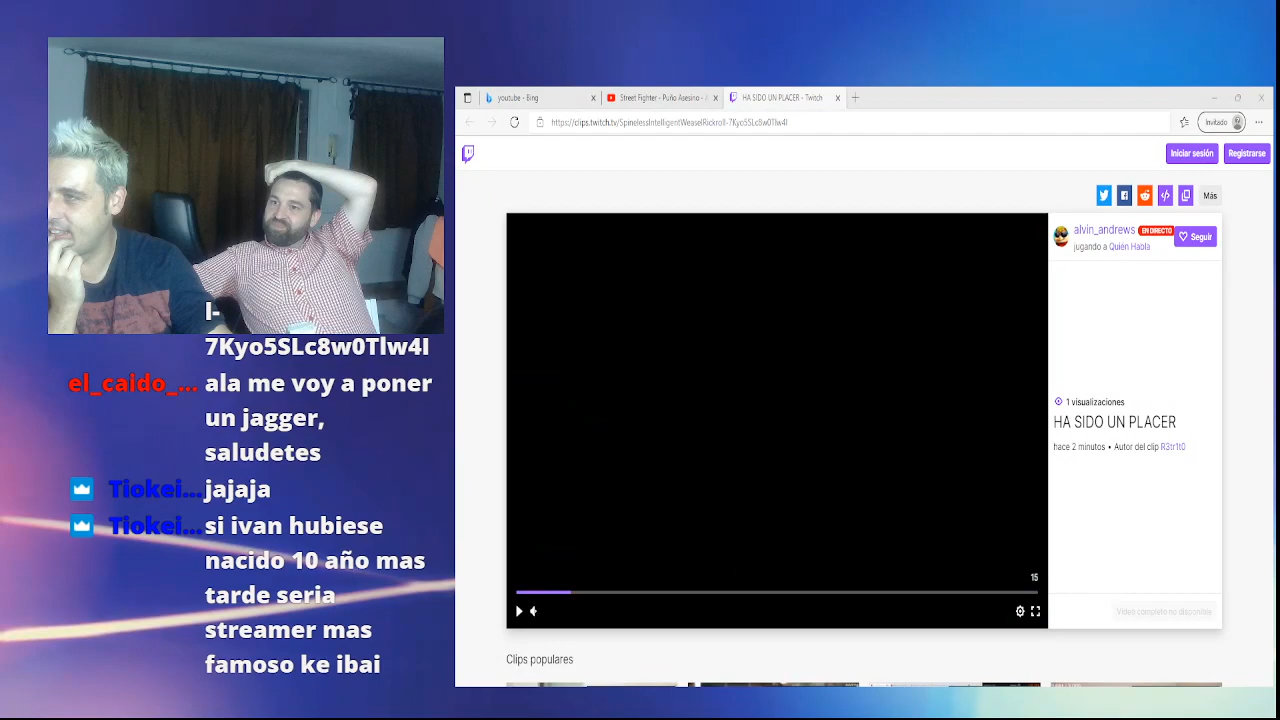 youtube - Bing
Street Fighter - Puño Asesino - A
HA SIDO UN PLACER - Twitch
https://clips.twitch.tv/SpinelessIntelligentWeaselRickroll-7Kyo5SLc8w0Tlw4l
Invitado
Iniciar sesión
Registrarse
Más
alvin_andrews
EN DIRECTO
Seguir
jugando a Quién Habla
1 visualizaciones
HA SIDO UN PLACER
hace 2 minutos • Autor del clip R3tr1t0
15
Vídeo completo no disponible
Clips populares
l-
7Kyo5SLc8w0Tlw4l
el_caido_... ala me voy a poner
un jagger,
saludetes
Tiokei... jajaja
Tiokei... si ivan hubiese
nacido 10 año mas
tarde seria
streamer mas
famoso ke ibai